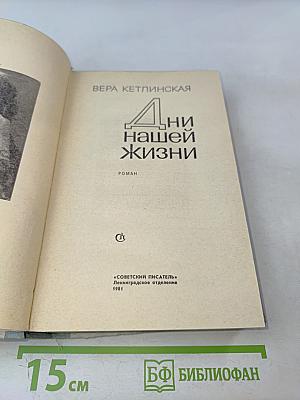 ВЕРА КЕТЛИНСКАЯ
Дни
нашей
жизни
РОМАН
«СОВЕТСКИЙ ПИСАТЕЛЬ»
Ленинградское отделение
1981
15 см
БФ БИБЛИОФАН